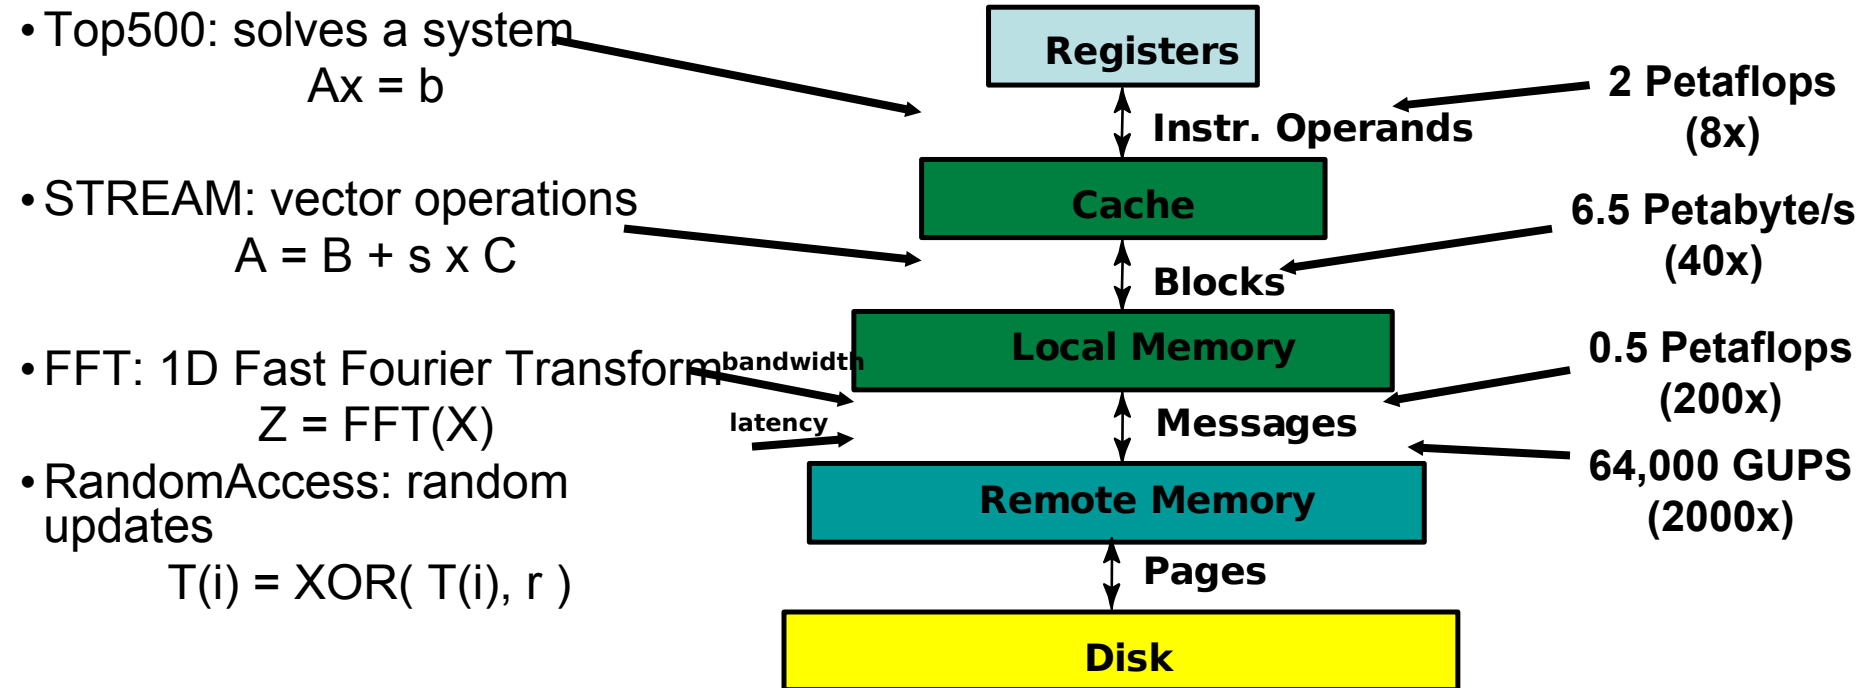 • Top500: solves a system
Ax = b
• STREAM: vector operations
A = B + s x C
• FFT: 1D Fast Fourier Transform
Z = FFT(X)
• RandomAccess: random
updates
T(i) = XOR( T(i), r )
bandwidth
latency
Registers
Instr. Operands
Cache
Blocks
Local Memory
Messages
Remote Memory
Pages
Disk
2 Petaflops
(8x)
6.5 Petabyte/s
(40x)
0.5 Petaflops
(200x)
64,000 GUPS
(2000x)